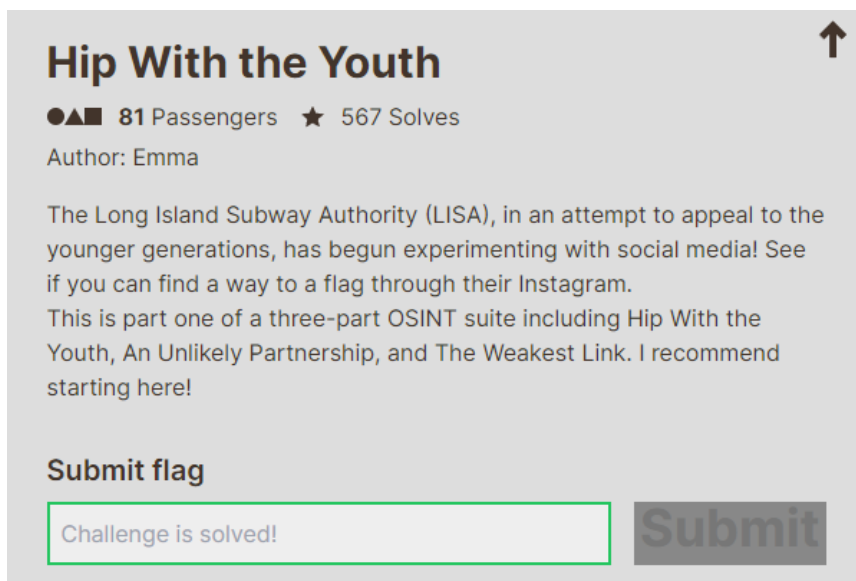 Hip With the Youth
81 Passengers 567 Solves
Author: Emma
The Long Island Subway Authority (LISA), in an attempt to appeal to the
younger generations, has begun experimenting with social media! See
if you can find a way to a flag through their Instagram.
This is part one of a three-part OSINT suite including Hip With the
Youth, An Unlikely Partnership, and The Weakest Link. I recommend
starting here!
Submit flag
Challenge is solved!
Submit